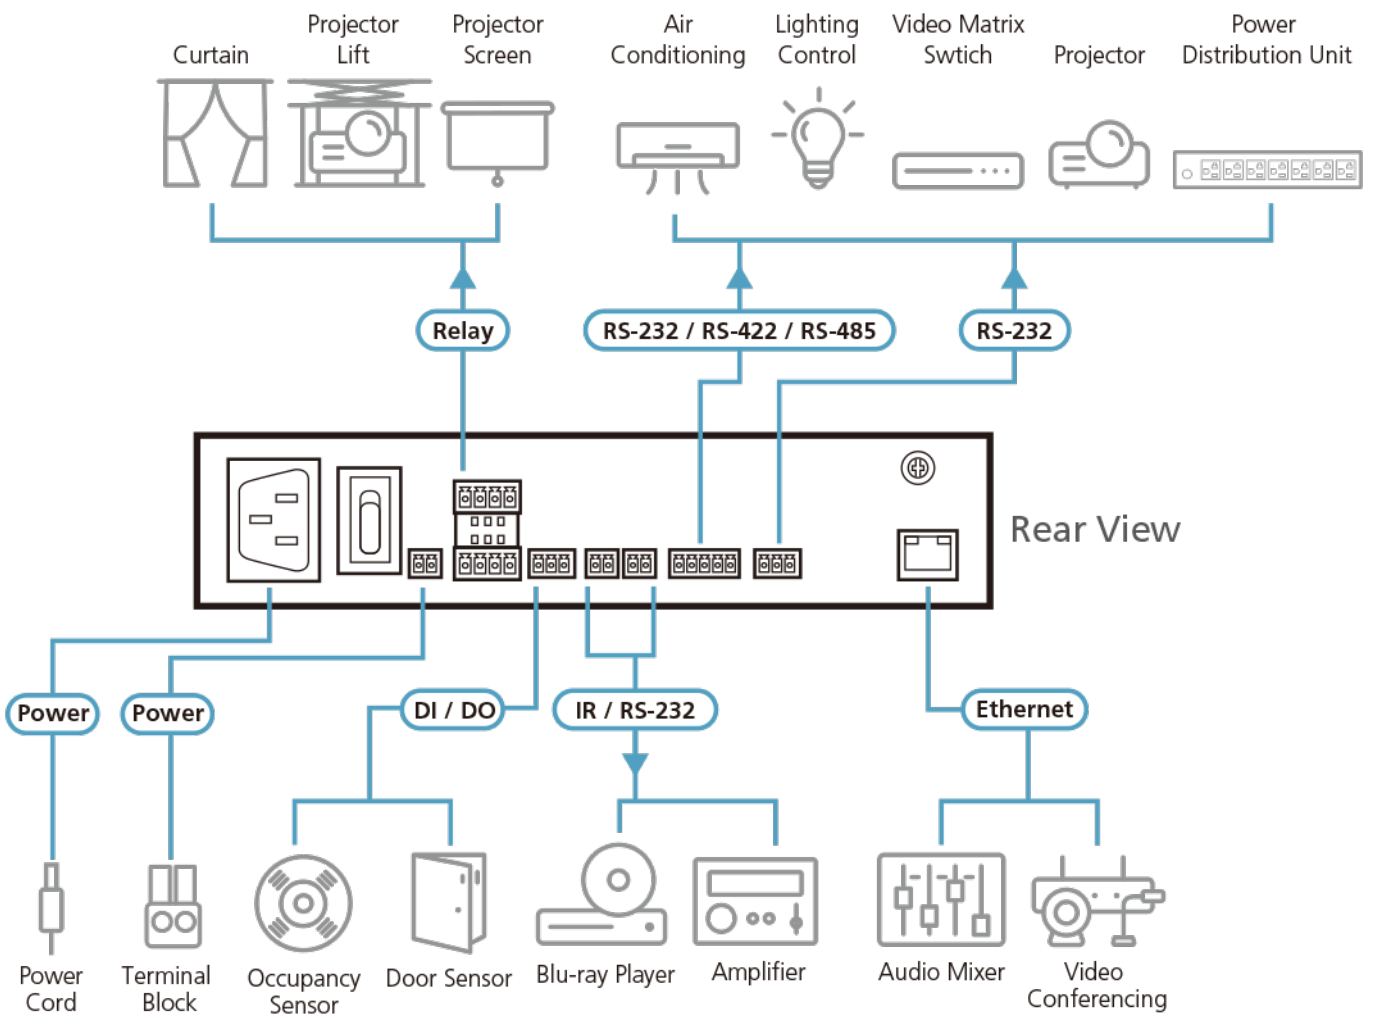 Curtain
Projector
Lift
Projector
Screen
Air
Conditioning
Lighting
Control
Video Matrix
Swtich
Projector
Power
Distribution Unit
Relay
RS-232 / RS-422 / RS-485
RS-232
Rear View
Power
Power
DI / DO
IR / RS-232
Ethernet
Power
Cord
Terminal
Block
Occupancy
Sensor
Door Sensor
Blu-ray Player
Amplifier
Audio Mixer
Video
Conferencing